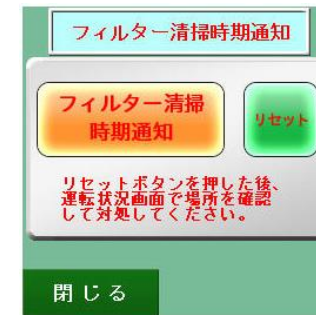 フィルター清掃時期通知
フィルター清掃
時期通知
リセット
リセットボタンを押した後、
運転状況画面で場所を確認
して対処してください。
閉じる